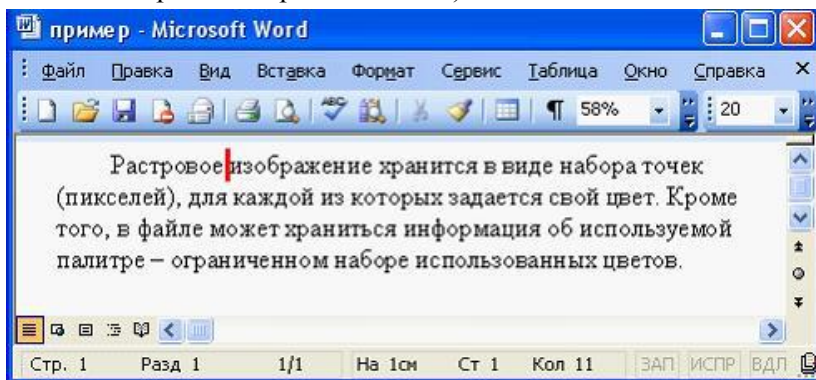 пример - Microsoft Word
Файл Правка Вид Вставка Формат Сервис Таблица Окно Справка
58% 20
Растровое изображение хранится в виде набора точек
(пикселей), для каждой из которых задается свой цвет. Кроме
того, в файле может храниться информация об используемой
палитре – ограниченном наборе использованных цветов.
Стр. 1 Разд 1 1/1 На 1см Ст 1 Кол 11 ЗАП ИСПР ВДЛ